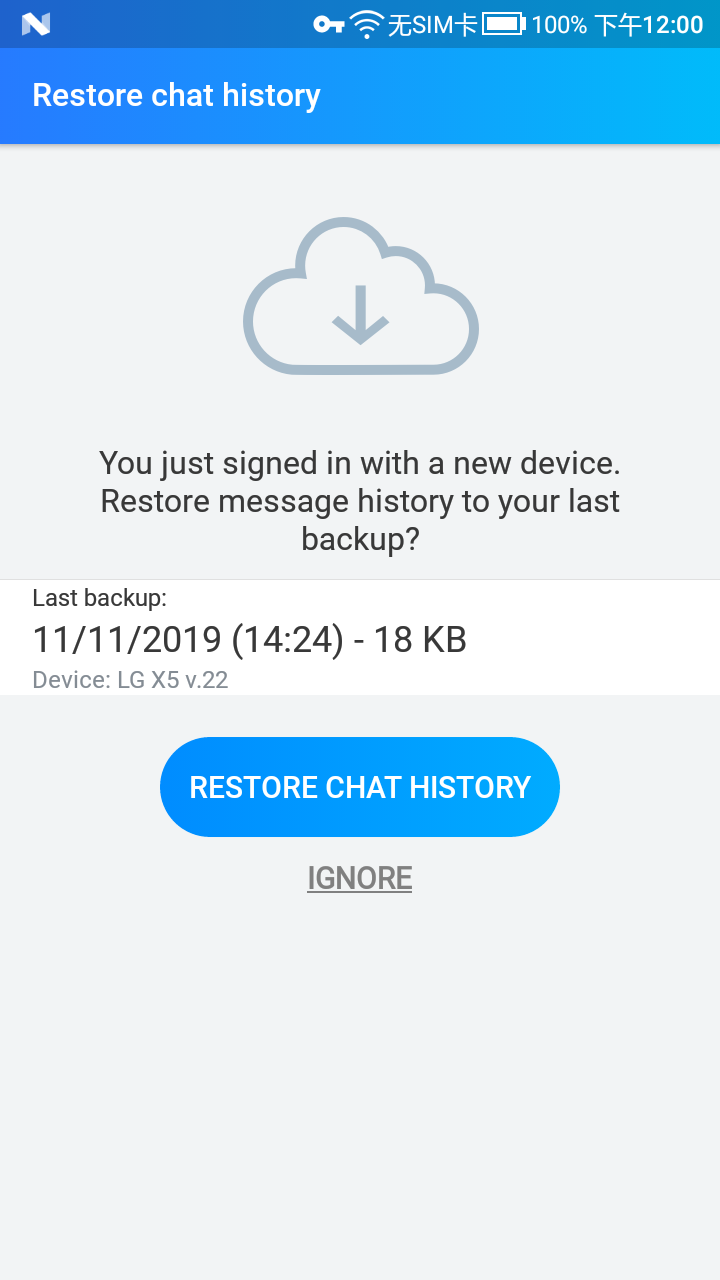 无SIM卡 100% 下午12:00
Restore chat history
You just signed in with a new device.
Restore message history to your last
backup?
Last backup:
11/11/2019 (14:24) - 18 KB
Device: LG X5 v.22
RESTORE CHAT HISTORY
IGNORE